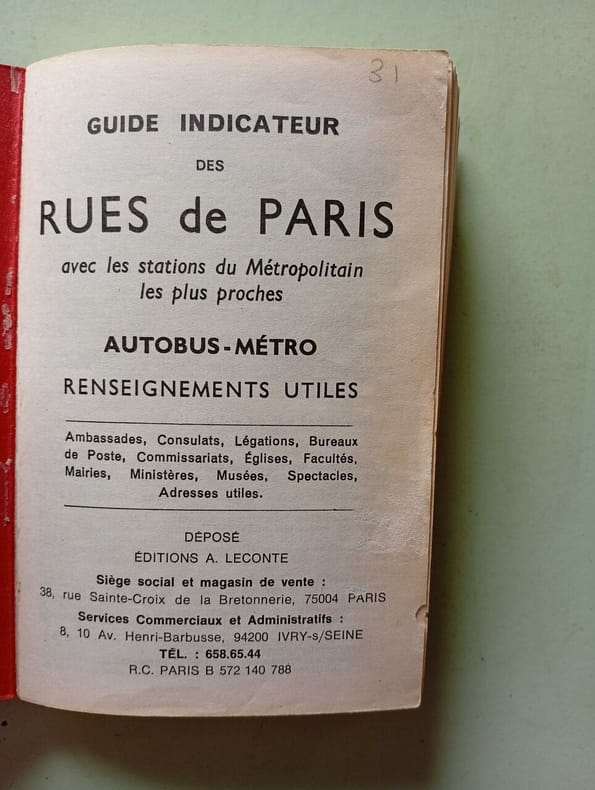 31
GUIDE INDICATEUR
DES
RUES de PARIS
avec les stations du Métropolitain
les plus proches
AUTOBUS-MÉTRO
RENSEIGNEMENTS UTILES
Ambassades, Consulats, Légations, Bureaux
de Poste, Commissariats, Églises, Facultés,
Mairies, Ministères, Musées, Spectacles,
Adresses utiles.
DÉPOSÉ
ÉDITIONS A. LECONTE
Siège social et magasin de vente :
38, rue Sainte-Croix de la Bretonnerie, 75004 PARIS
Services Commerciaux et Administratifs :
8, 10 Av. Henri-Barbusse, 94200 IVRY-s/SEINE
TÉL. : 658.65.44
R.C. PARIS B 572 140 788